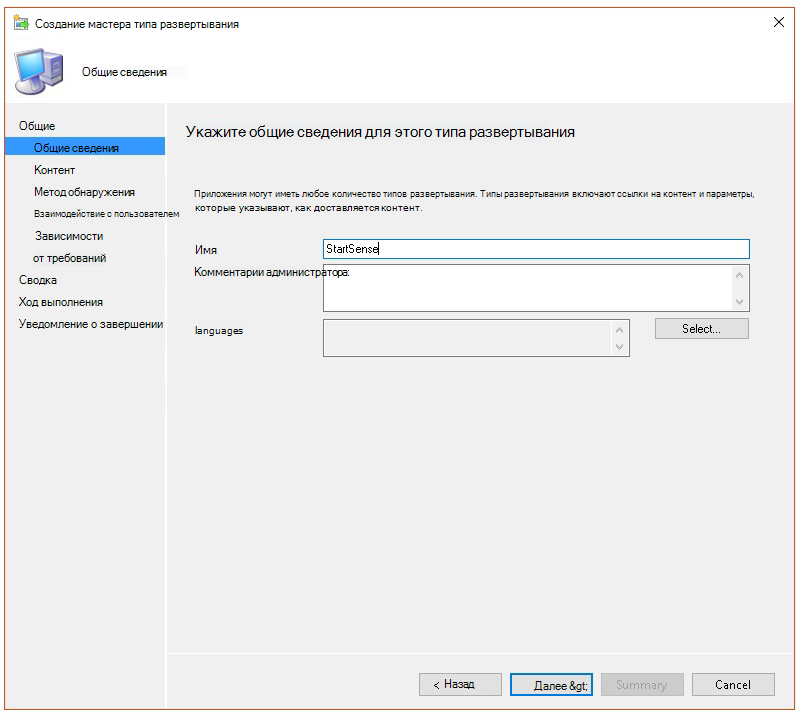 Создание мастера типа развертывания
Общие сведения
Общие
Общие сведения
Контент
Метод обнаружения
Взаимодействие с пользователем
Зависимости
от требований
Сводка
Ход выполнения
Уведомление о завершении
Укажите общие сведения для этого типа развертывания
Приложения могут иметь любое количество типов развертывания. Типы развертывания включают ссылки на контент и параметры,
которые указывают, как доставляется контент.
Имя
StartSense
Комментарии администратора:
languages
Select...
< Назад
Далее &gt;
Summary
Cancel